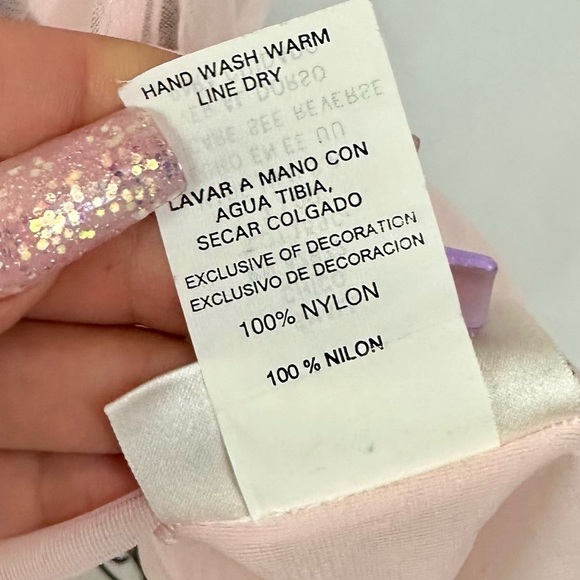 HAND WASH WARM
LINE DRY
LAVAR A MANO CON
AGUA TIBIA,
SECAR COLGADO
EXCLUSIVE OF DECORATION
EXCLUSIVO DE DECORACION
100% NYLON
100 % NILON